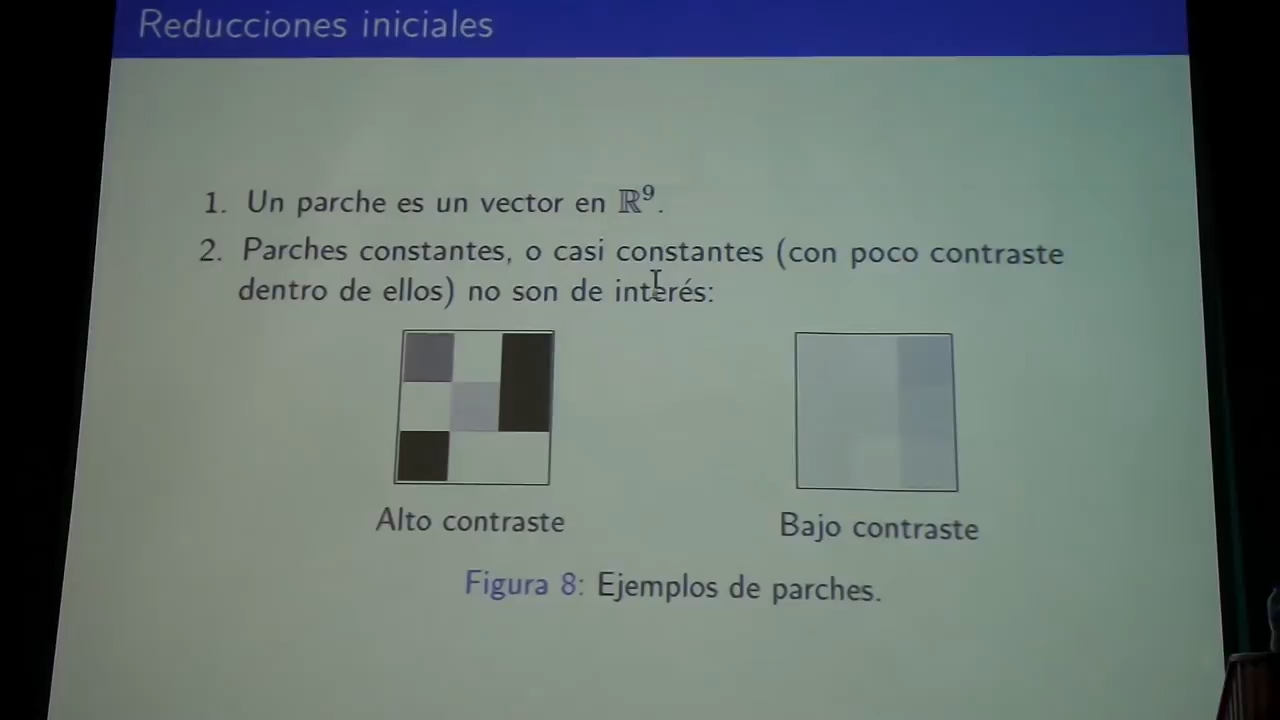 Reducciones iniciales
1. Un parche es un vector en ℝ⁹.
2. Parches constantes, o casi constantes (con poco contraste
dentro de ellos) no son de interés:
Alto contraste
Bajo contraste
Figura 8: Ejemplos de parches.